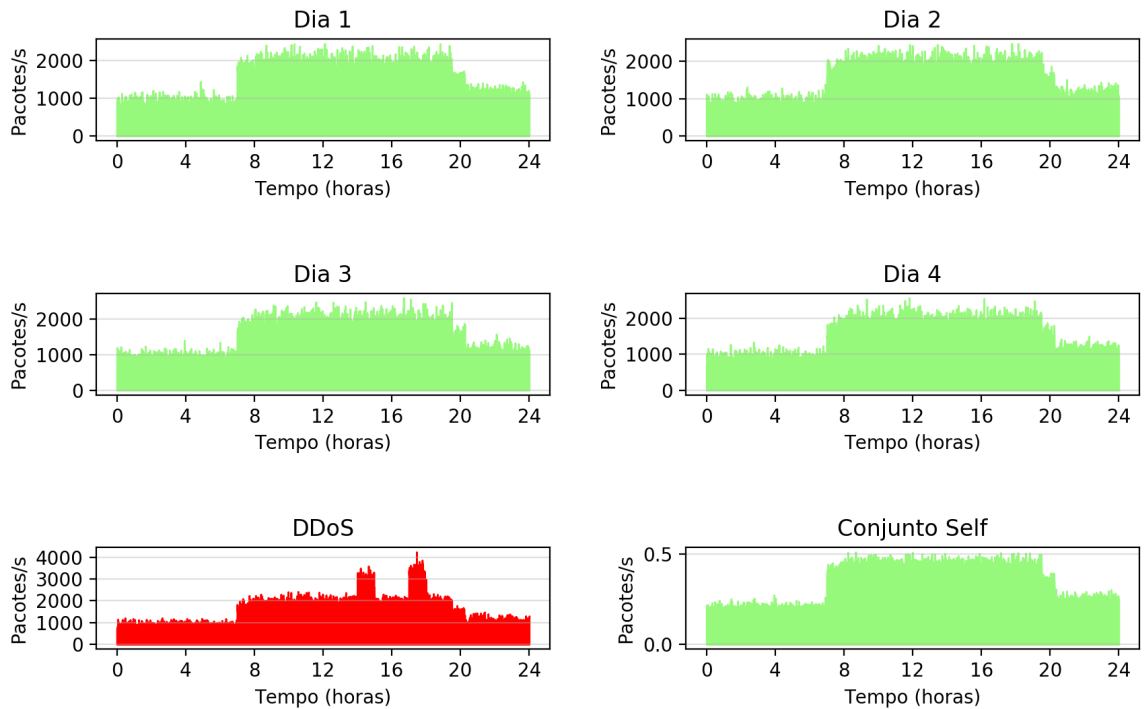 Dia 1
Pacotes/s
2000
1000
0
0 4 8 12 16 20 24
Tempo (horas)
Dia 2
Pacotes/s
2000
1000
0
0 4 8 12 16 20 24
Tempo (horas)
Dia 3
Pacotes/s
2000
1000
0
0 4 8 12 16 20 24
Tempo (horas)
Dia 4
Pacotes/s
2000
1000
0
0 4 8 12 16 20 24
Tempo (horas)
DDoS
Pacotes/s
4000
3000
2000
1000
0
0 4 8 12 16 20 24
Tempo (horas)
Conjunto Self
Pacotes/s
0.5
0.0
0 4 8 12 16 20 24
Tempo (horas)